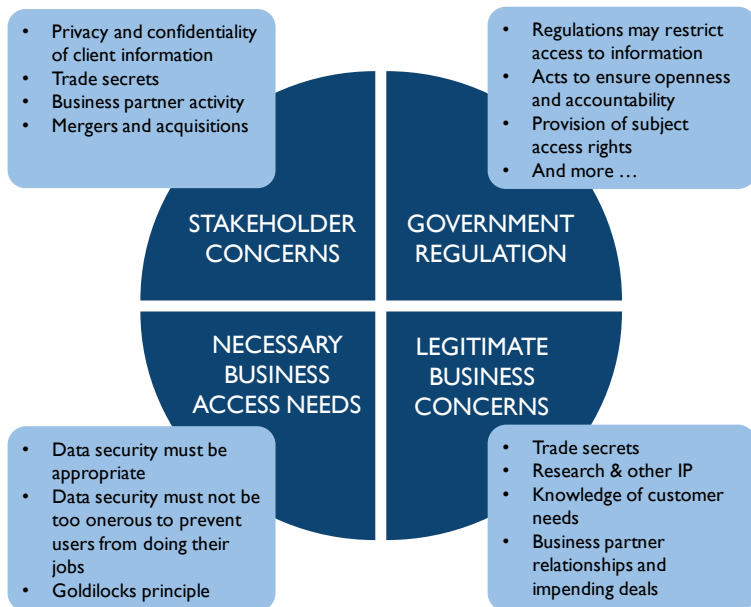 • Privacy and confidentiality
of client information
• Trade secrets
• Business partner activity
• Mergers and acquisitions
• Regulations may restrict
access to information
• Acts to ensure openness
and accountability
• Provision of subject
access rights
• And more …
STAKEHOLDER
CONCERNS
GOVERNMENT
REGULATION
NECESSARY
BUSINESS
ACCESS NEEDS
LEGITIMATE
BUSINESS
CONCERNS
• Data security must be
appropriate
• Data security must not be
too onerous to prevent
users from doing their
jobs
• Goldilocks principle
• Trade secrets
• Research & other IP
• Knowledge of customer
needs
• Business partner
relationships and
impending deals